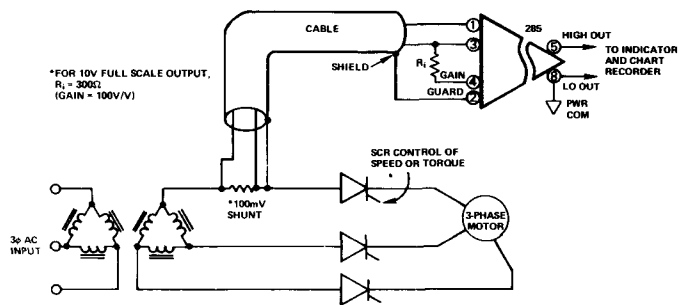 CABLE
SHIELD
1
3
Ri
GAIN
4
GUARD
2
285
5
HIGH OUT
TO INDICATOR
AND CHART
RECORDER
8
LO OUT
PWR
COM
*FOR 10V FULL SCALE OUTPUT,
Ri = 300Ω
(GAIN = 100V/V)
SCR CONTROL OF
SPEED OR TORQUE
*100mV
SHUNT
3-PHASE
MOTOR
3ϕ AC
INPUT